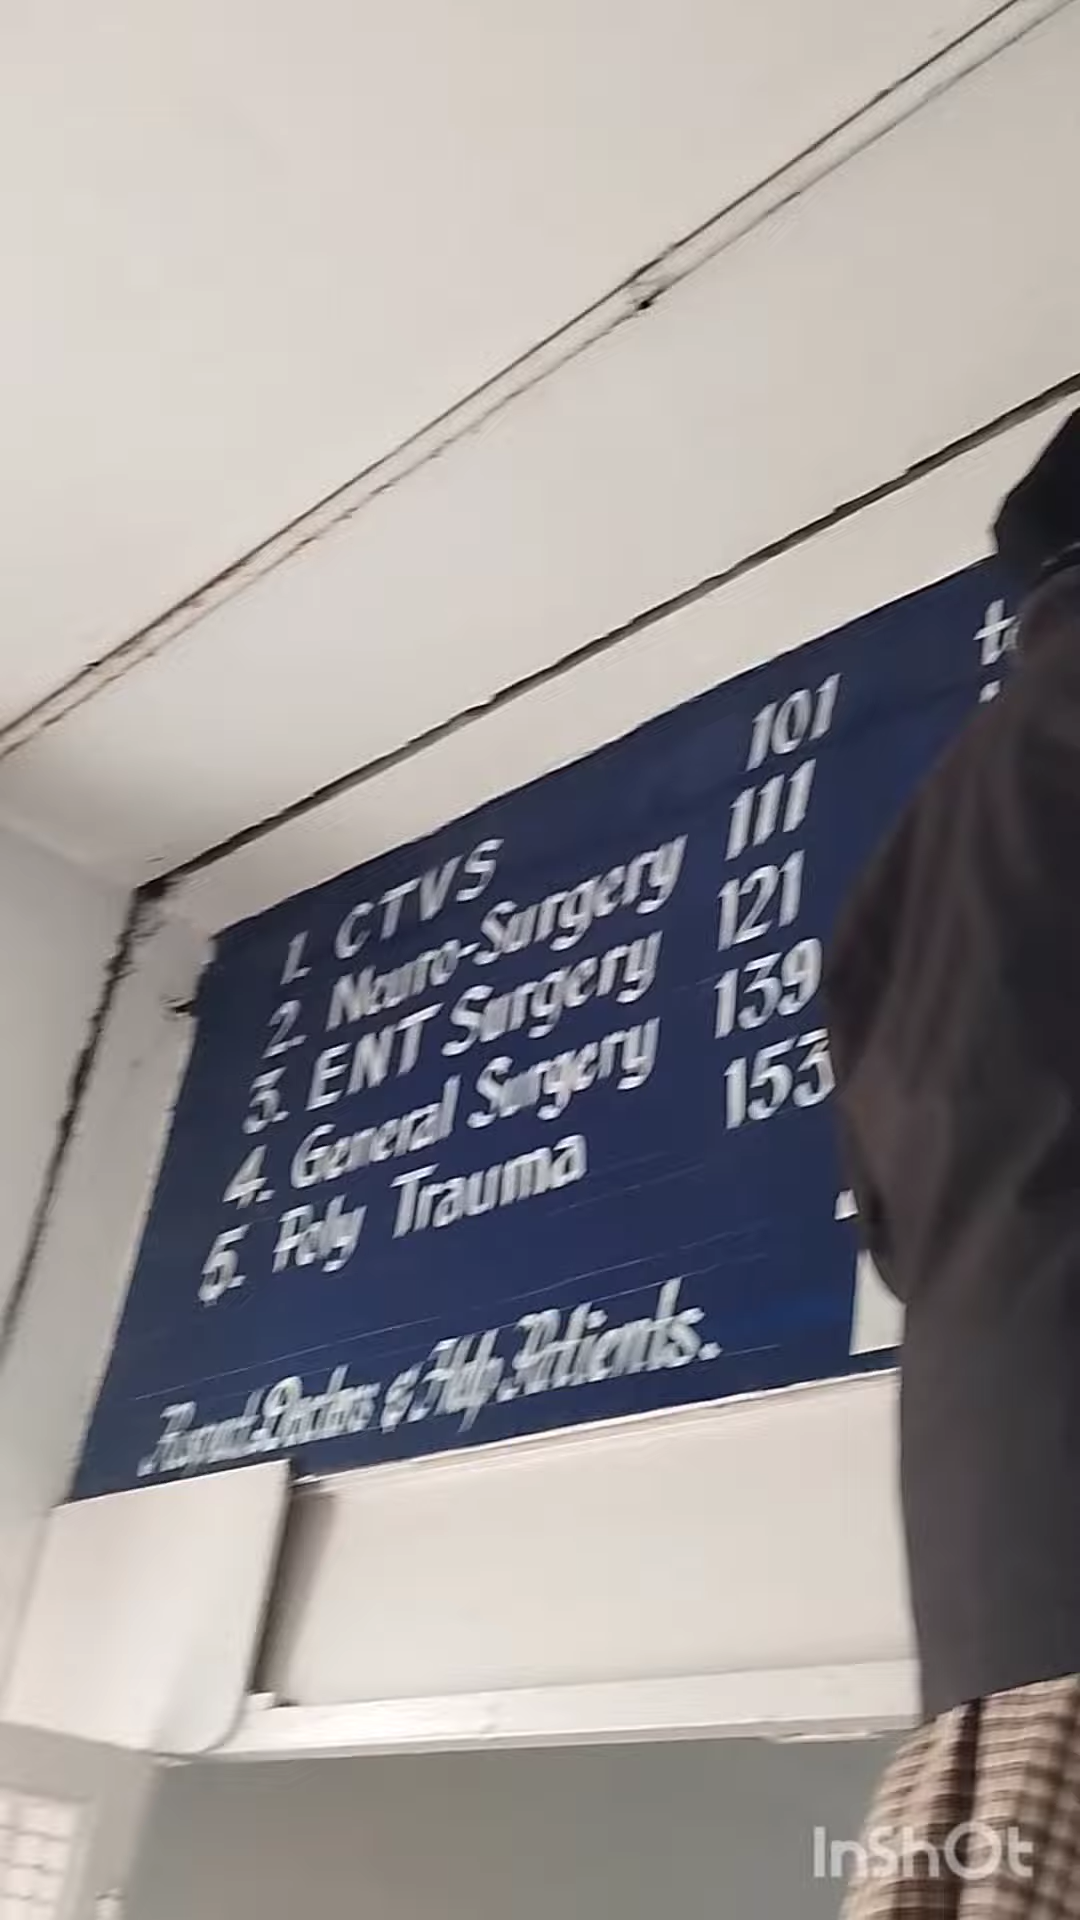 to
1. CTVS 101
2. Neuro-Surgery 111
3. ENT Surgery 121
4. General Surgery 139
5. Poly Trauma 153
Respect Doctors & Help Patients.
InShOt